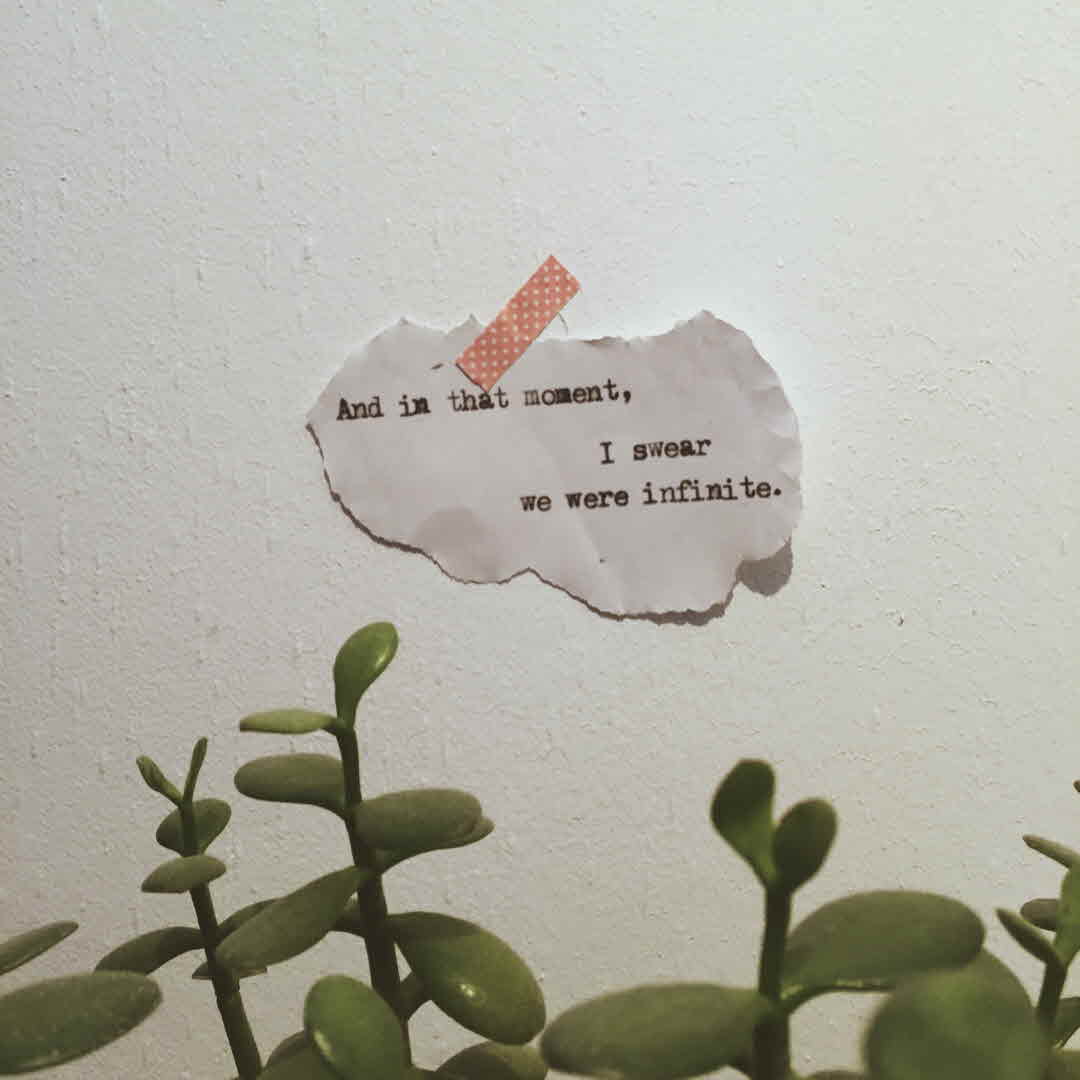 And in that moment,
I swear
we were infinite.